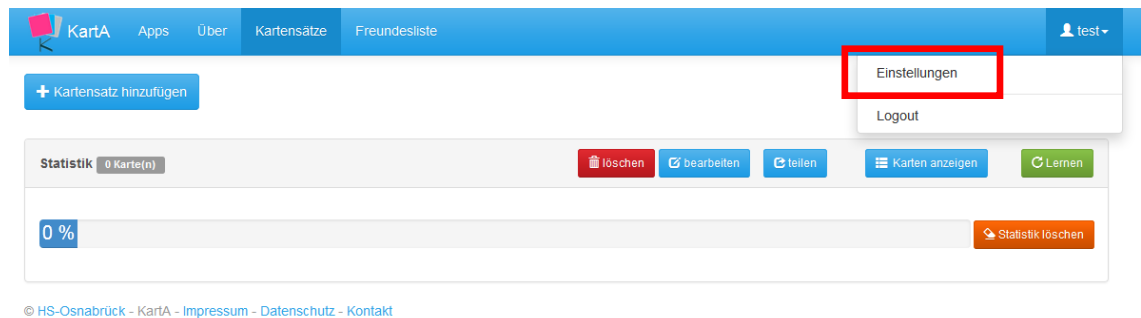 KartA Apps Über Kartensätze Freundesliste test
Einstellungen
Logout
Kartensatz hinzufügen
Statistik 0 Karte(n) löschen bearbeiten teilen Karten anzeigen Lernen
0 % Statistik löschen
© HS-Osnabrück - KartA - Impressum - Datenschutz - Kontakt